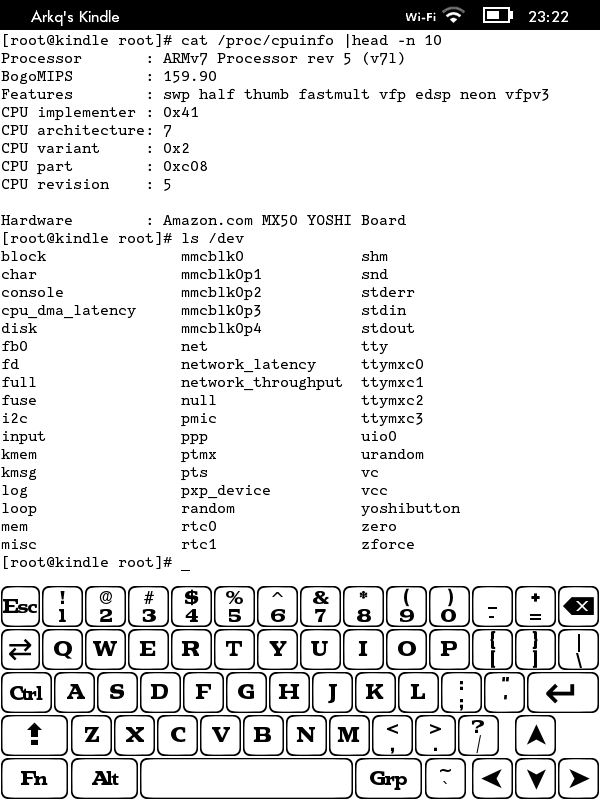 Arkq's Kindle Wi-Fi 23:22
[root@kindle root]# cat /proc/cpuinfo |head -n 10
Processor : ARMv7 Processor rev 5 (v7l)
BogoMIPS : 159.90
Features : swp half thumb fastmult vfp edsp neon vfpv3
CPU implementer : 0x41
CPU architecture: 7
CPU variant : 0x2
CPU part : 0xc08
CPU revision : 5
Hardware : Amazon.com MX50 YOSHI Board
[root@kindle root]# ls /dev
block mmcblk0 shm
char mmcblk0p1 snd
console mmcblk0p2 stderr
cpu_dma_latency mmcblk0p3 stdin
disk mmcblk0p4 stdout
fb0 net tty
fd network_latency ttymxc0
full network_throughput ttymxc1
fuse null ttymxc2
i2c pmic ttymxc3
input ppp uio0
kmem ptmx urandom
kmsg pts vc
log pxp_device vcc
loop random yoshibutton
mem rtc0 zero
misc rtc1 zforce
[root@kindle root]# _
Esc ! 1 @ 2 # 3 $ 4 % 5 ^ 6 & 7 * 8 ( 9 ) 0 _ - + =
Q W E R T Y U I O P { [ } ] | \
Ctrl A S D F G H J K L : ; " '
Z X C V B N M < , > . ? /
Fn Alt Grp ~ `